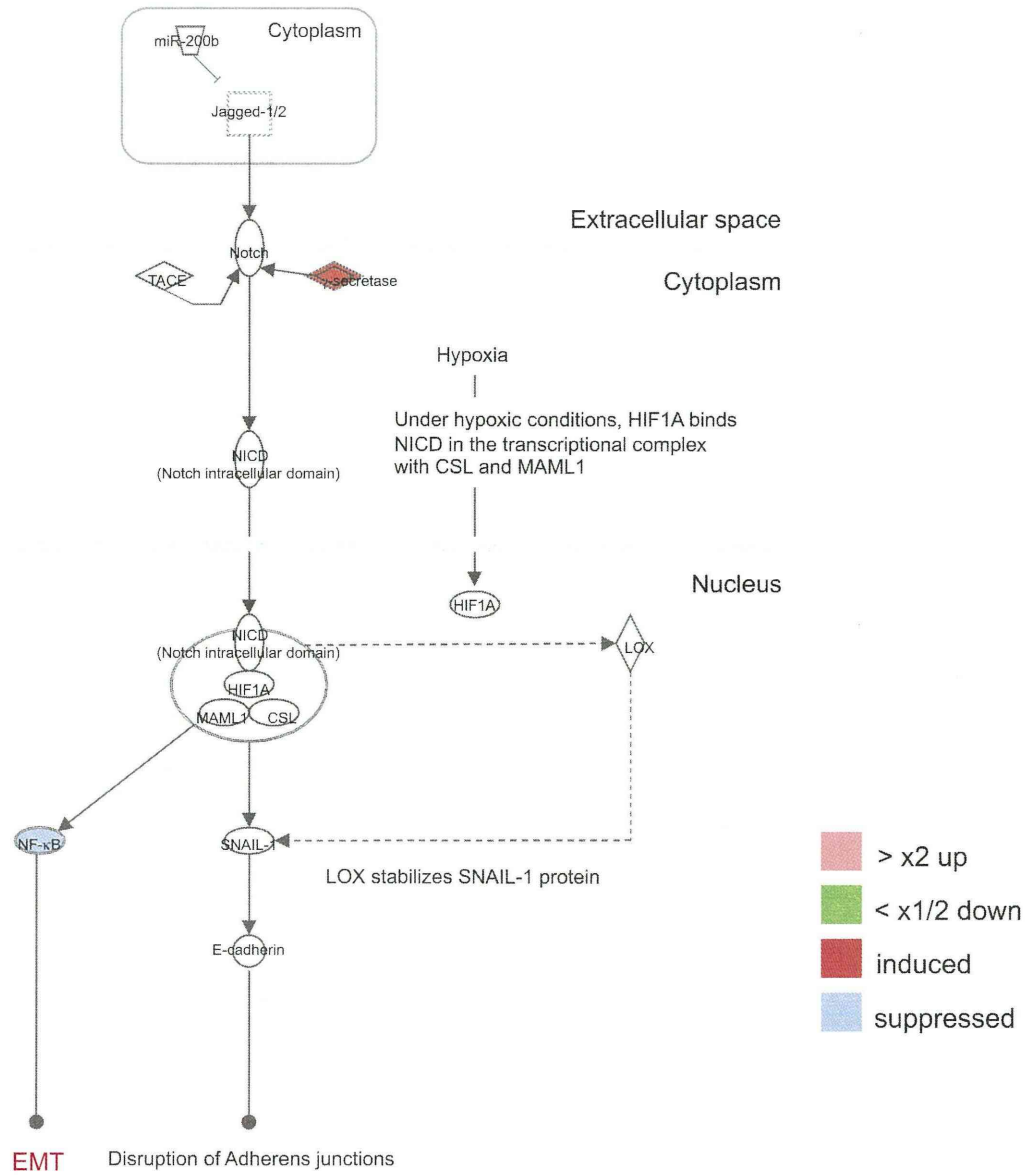 Cytoplasm
miR-200b
Jagged-1/2
Extracellular space
Notch
TACE
γ-secretase
Cytoplasm
Hypoxia
Under hypoxic conditions, HIF1A binds
NICD in the transcriptional complex
with CSL and MAML1
NICD
(Notch intracellular domain)
Nucleus
HIF1A
NICD
(Notch intracellular domain)
LOX
HIF1A
MAML1
CSL
NF-κB
SNAIL-1
LOX stabilizes SNAIL-1 protein
E-cadherin
> x2 up
< x1/2 down
induced
suppressed
EMT
Disruption of Adherens junctions